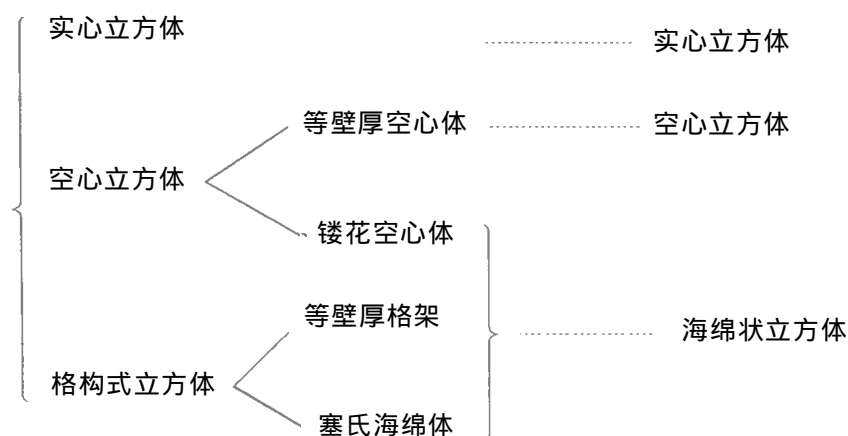 实心立方体
实心立方体
等壁厚空心体
空心立方体
空心立方体
镂花空心体
等壁厚格架
海绵状立方体
格构式立方体
塞氏海绵体